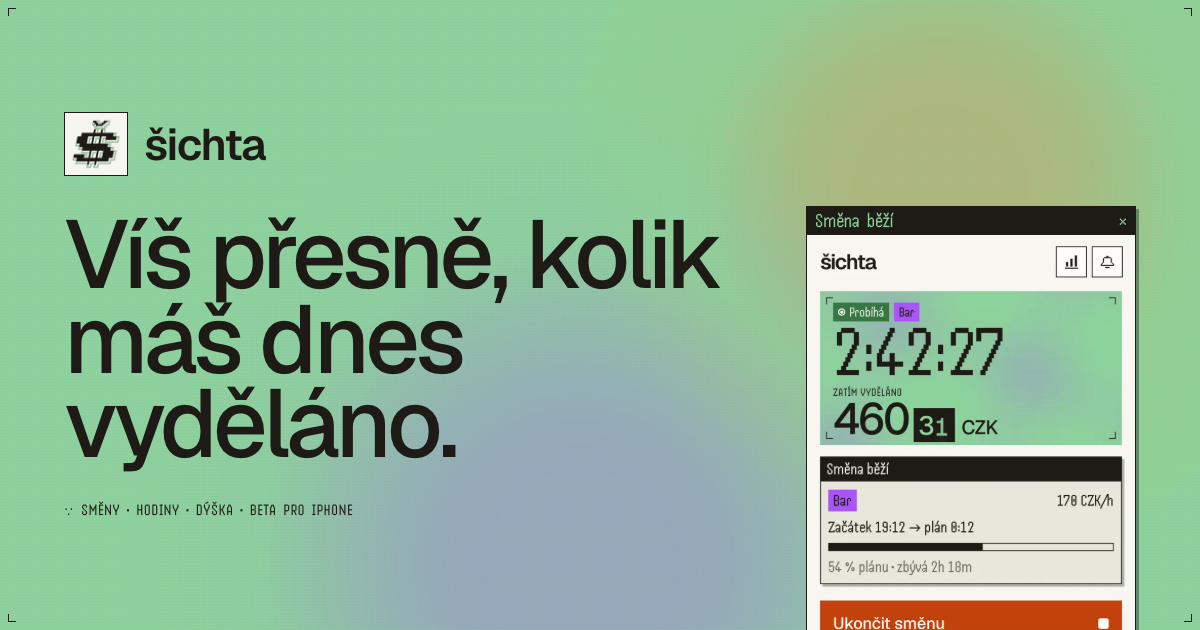 šichta
Víš přesně, kolik
máš dnes
vyděláno.
SMĚNY · HODINY · DÝŠKA · BETA PRO IPHONE
Směna běží ×
šichta
Probíhá Bar
2:42:27
ZATÍM VYDĚLÁNO
460 31 CZK
Směna běží
Bar 170 CZK/h
Začátek 19:12 → plán 0:12
54 % plánu · zbývá 2h 18m
Ukončit směnu